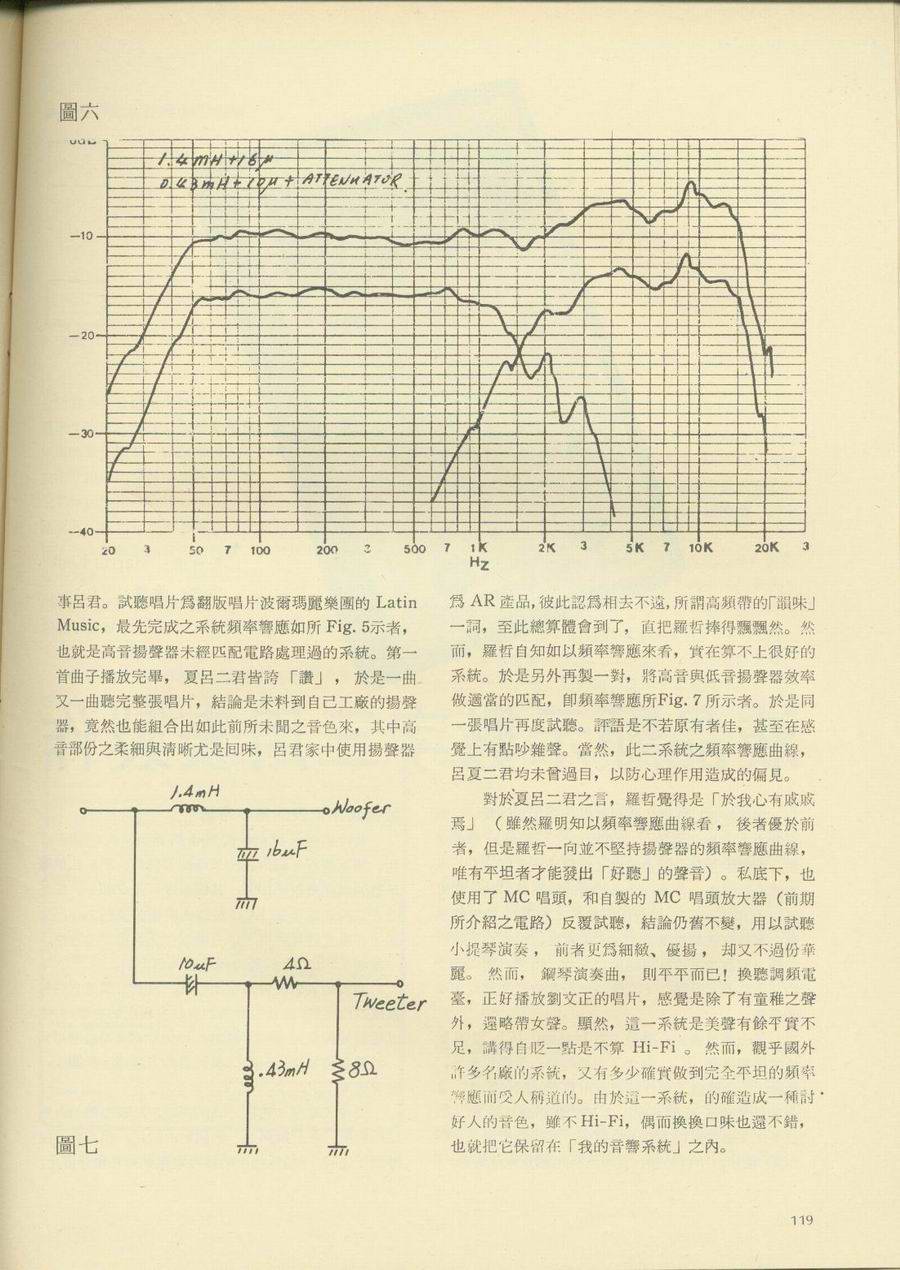 圖六
0dB
1.4mH+16μ
0.43mH+10μ+ATTENUATOR
-10
-20
-30
-40
20 3 50 7 100 200 3 500 7 1K 2K 3 5K 7 10K 20K 3
Hz
事呂君。試聽唱片爲翻版唱片波爾瑪麗樂團的 Latin
Music，最先完成之系統頻率響應如所 Fig. 5示者，
也就是高音揚聲器未經匹配電路處理過的系統。第一
首曲子播放完畢，夏呂二君皆誇「讚」，於是一曲
又一曲聽完整張唱片，結論是未料到自己工廠的揚聲
器，竟然也能組合出如此前所未聞之音色來，其中高
音部份之柔細與清晰尤是回味，呂君家中使用揚聲器
1.4mH
Woofer
16uF
10uF
4Ω
Tweeter
.43mH
8Ω
圖七
爲 AR 產品，彼此認爲相去不遠，所謂高頻帶的「韻味」
一詞，至此總算體會到了，直把羅哲捧得飄飄然。然
而，羅哲自知如以頻率響應來看，實在算不上很好的
系統。於是另外再製一對，將高音與低音揚聲器效率
做適當的匹配，卽頻率響應所Fig. 7 所示者。於是同
一張唱片再度試聽。評語是不若原有者佳，甚至在感
覺上有點吵雜聲。當然，此二系統之頻率響應曲線，
呂夏二君均未曾過目，以防心理作用造成的偏見。
對於夏呂二君之言，羅哲覺得是「於我心有戚戚
焉」（雖然羅明知以頻率響應曲線看，後者優於前
者，但是羅哲一向並不堅持揚聲器的頻率響應曲線，
唯有平坦者才能發出「好聽」的聲音）。私底下，也
使用了 MC 唱頭，和自製的 MC 唱頭放大器（前期
所介紹之電路）反覆試聽，結論仍舊不變，用以試聽
小提琴演奏，前者更爲細緻、優揚，却又不過份華
麗。然而，鋼琴演奏曲，則平平而已！換聽調頻電
臺，正好播放劉文正的唱片，感覺是除了有童稚之聲
外，還略帶女聲。顯然，這一系統是美聲有餘平實不
足，講得自貶一點是不算 Hi-Fi 。然而，觀乎國外
許多名廠的系統，又有多少確實做到完全平坦的頻率
響應而受人稱道的。由於這一系統，的確造成一種討
好人的音色，雖不Hi-Fi，偶而換換口味也還不錯，
也就把它保留在「我的音響系統」之內。
119